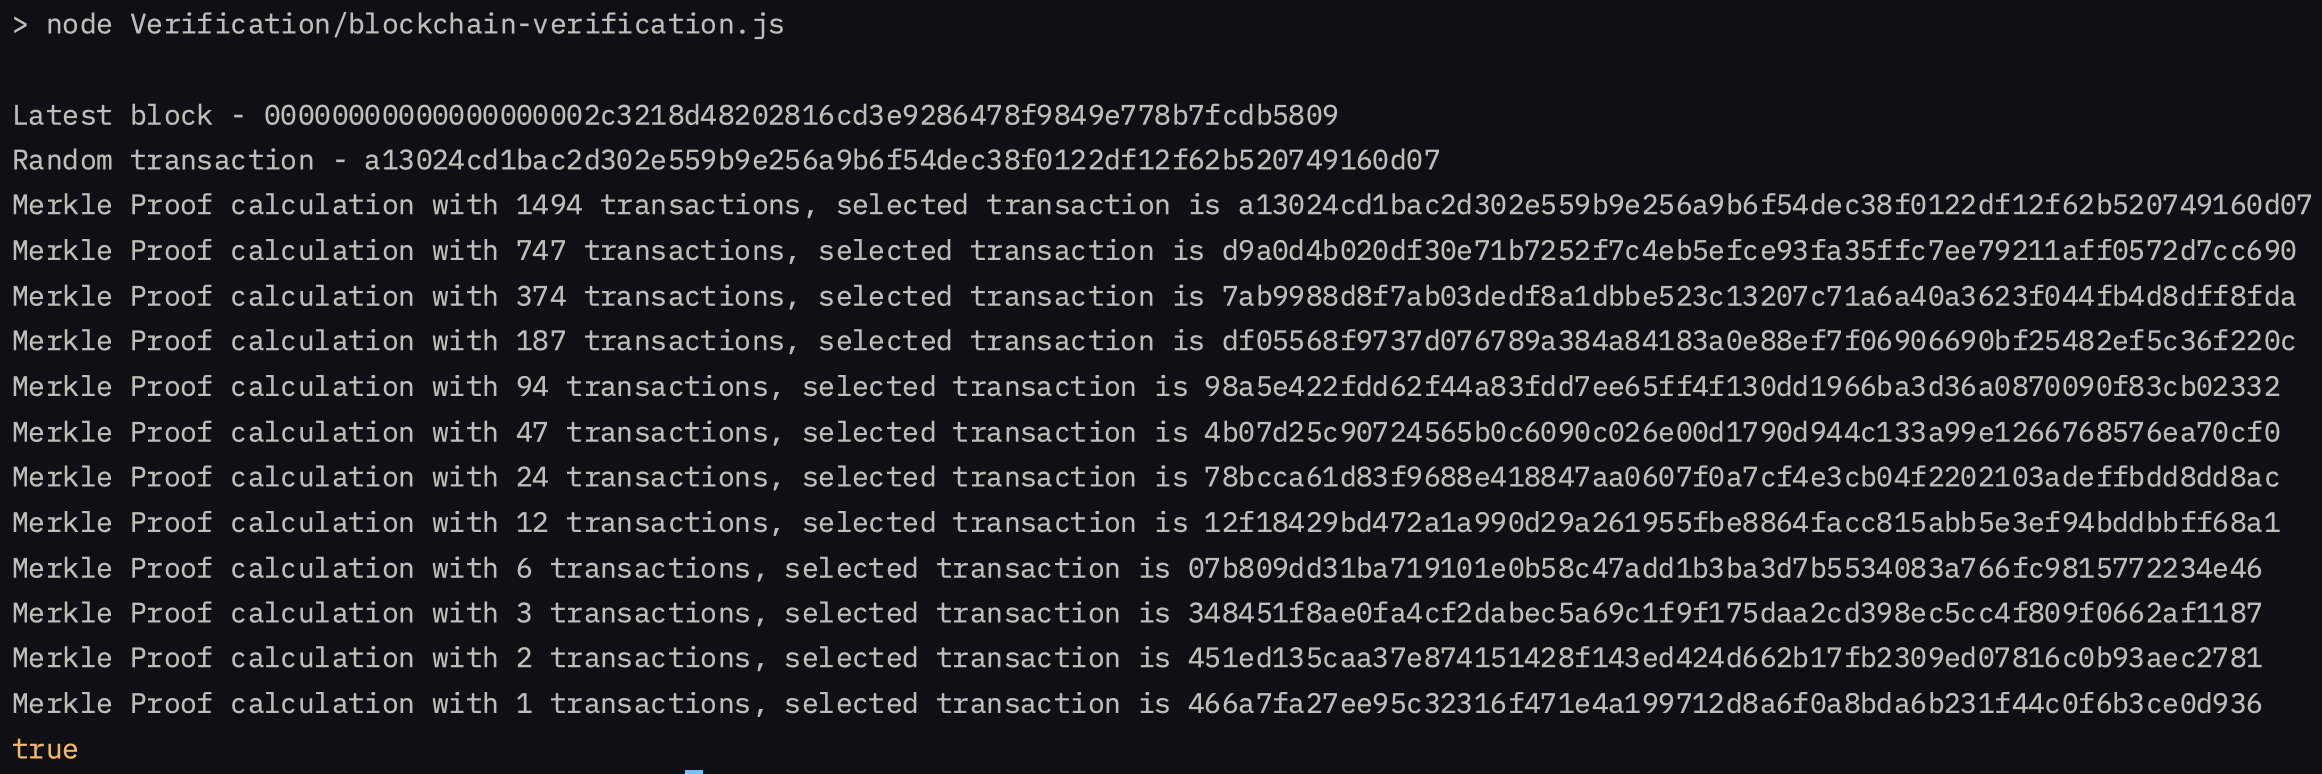 > node Verification/blockchain-verification.js
Latest block - 00000000000000000002c3218d48202816cd3e9286478f9849e778b7fcdb5809
Random transaction - a13024cd1bac2d302e559b9e256a9b6f54dec38f0122df12f62b520749160d07
Merkle Proof calculation with 1494 transactions, selected transaction is a13024cd1bac2d302e559b9e256a9b6f54dec38f0122df12f62b520749160d07
Merkle Proof calculation with 747 transactions, selected transaction is d9a0d4b020df30e71b7252f7c4eb5efce93fa35ffc7ee79211aff0572d7cc690
Merkle Proof calculation with 374 transactions, selected transaction is 7ab9988d8f7ab03dedf8a1dbbe523c13207c71a6a40a3623f044fb4d8dff8fda
Merkle Proof calculation with 187 transactions, selected transaction is df05568f9737d076789a384a84183a0e88ef7f06906690bf25482ef5c36f220c
Merkle Proof calculation with 94 transactions, selected transaction is 98a5e422fdd62f44a83fdd7ee65ff4f130dd1966ba3d36a0870090f83cb02332
Merkle Proof calculation with 47 transactions, selected transaction is 4b07d25c90724565b0c6090c026e00d1790d944c133a99e1266768576ea70cf0
Merkle Proof calculation with 24 transactions, selected transaction is 78bcca61d83f9688e418847aa0607f0a7cf4e3cb04f2202103adeffbdd8dd8ac
Merkle Proof calculation with 12 transactions, selected transaction is 12f18429bd472a1a990d29a261955fbe8864facc815abb5e3ef94bddbbff68a1
Merkle Proof calculation with 6 transactions, selected transaction is 07b809dd31ba719101e0b58c47add1b3ba3d7b5534083a766fc9815772234e46
Merkle Proof calculation with 3 transactions, selected transaction is 348451f8ae0fa4cf2dabec5a69c1f9f175daa2cd398ec5cc4f809f0662af1187
Merkle Proof calculation with 2 transactions, selected transaction is 451ed135caa37e874151428f143ed424d662b17fb2309ed07816c0b93aec2781
Merkle Proof calculation with 1 transactions, selected transaction is 466a7fa27ee95c32316f471e4a199712d8a6f0a8bda6b231f44c0f6b3ce0d936
true